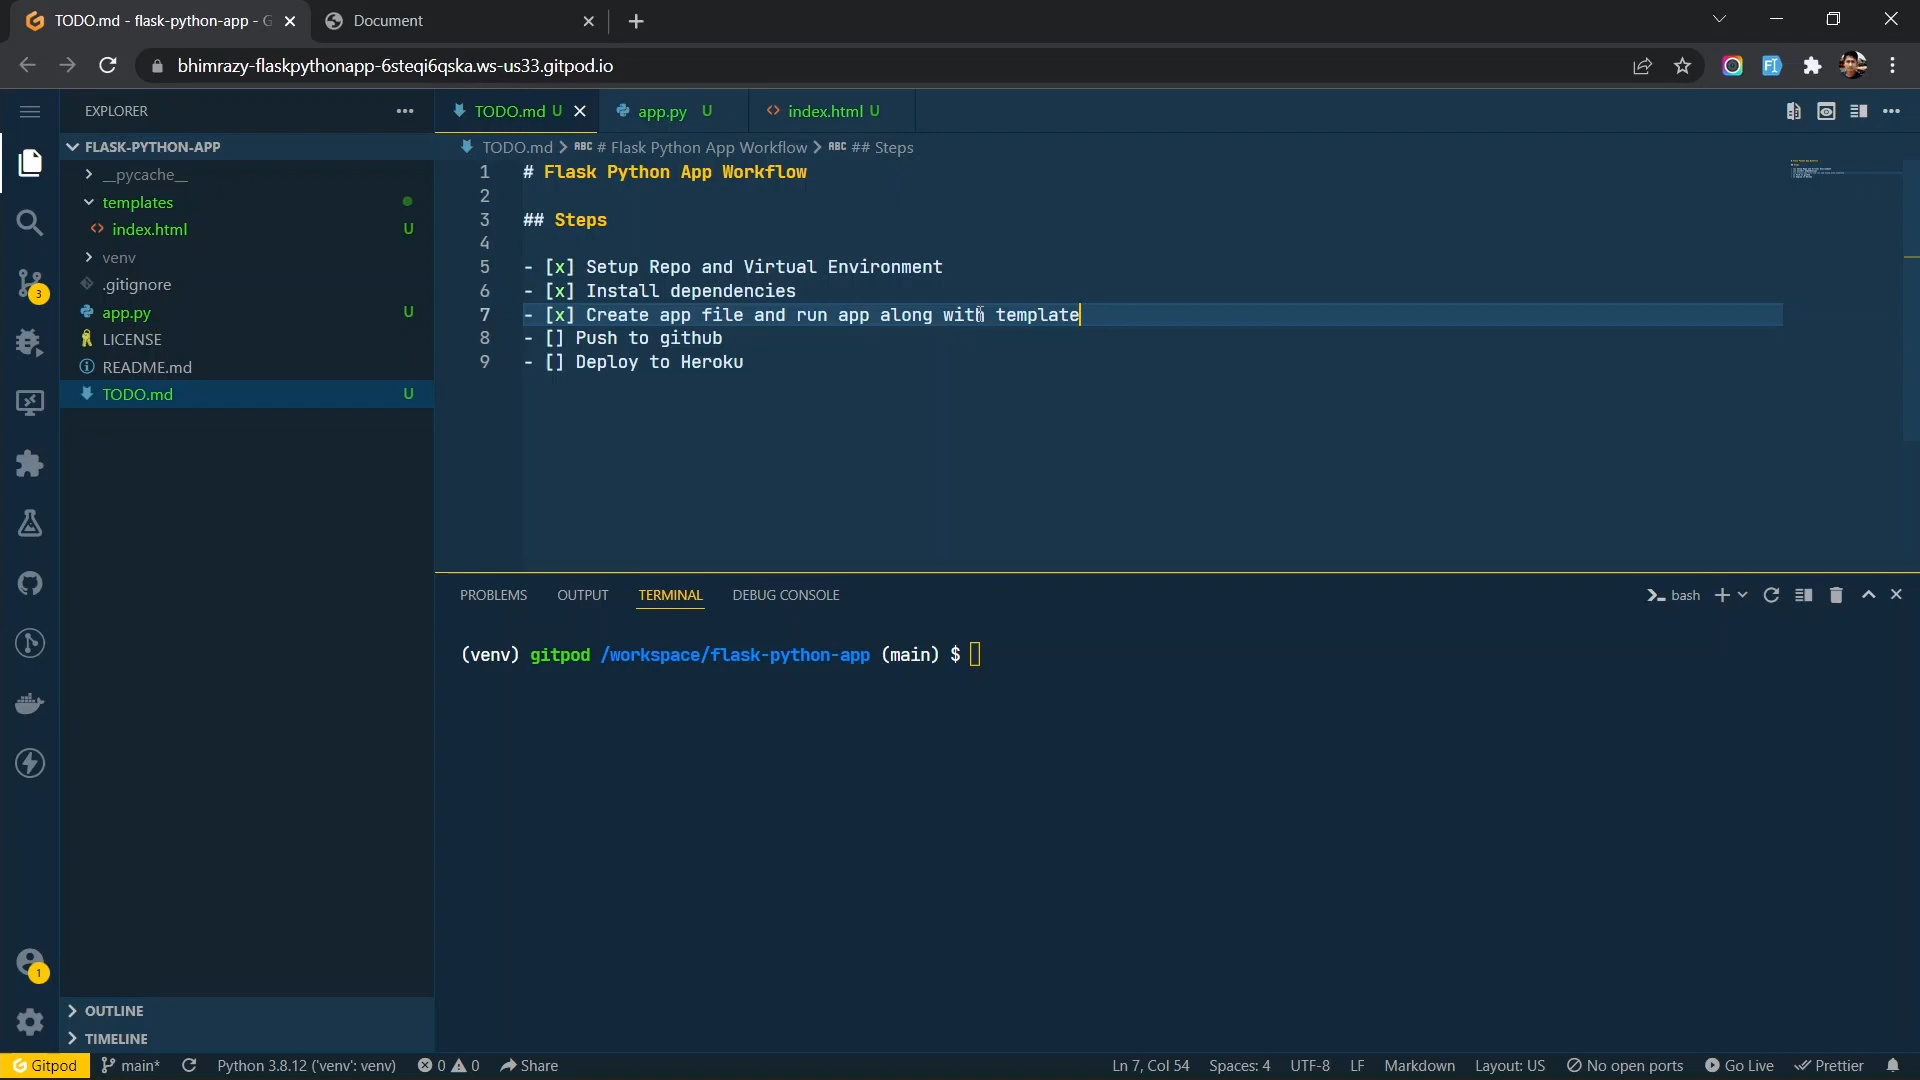 TODO.md - flask-python-app - G
Document
bhimrazy-flaskpythonapp-6steqi6qska.ws-us33.gitpod.io
EXPLORER
FLASK-PYTHON-APP
__pycache__
templates
index.html U
venv
.gitignore
app.py U
LICENSE
README.md
TODO.md U
OUTLINE
TIMELINE
3
1
TODO.md U
app.py U
index.html U
TODO.md > ABC # Flask Python App Workflow > ABC ## Steps
1 # Flask Python App Workflow
2
3 ## Steps
4
5 - [x] Setup Repo and Virtual Environment
6 - [x] Install dependencies
7 - [x] Create app file and run app along with template
8 - [] Push to github
9 - [] Deploy to Heroku
PROBLEMS OUTPUT TERMINAL DEBUG CONSOLE
bash
(venv) gitpod /workspace/flask-python-app (main) $
Gitpod main* Python 3.8.12 ('venv': venv) 0 0 Share Ln 7, Col 54 Spaces: 4 UTF-8 LF Markdown Layout: US No open ports Go Live Prettier